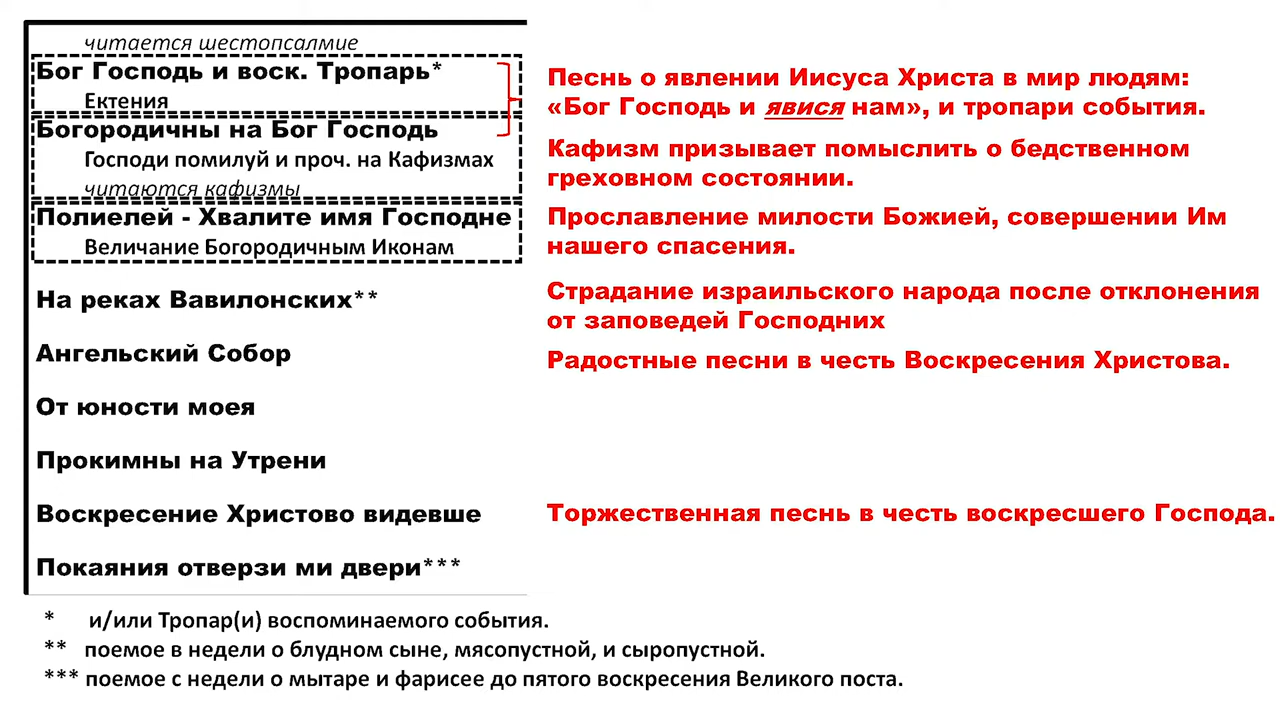 читается шестопсалмие
Бог Господь и воск. Тропарь*
Ектения
Богородичны на Бог Господь
Господи помилуй и проч. на Кафизмах
читаются кафизмы
Полиелей - Хвалите имя Господне
Величание Богородичным Иконам
На реках Вавилонских**
Ангельский Собор
От юности моея
Прокимны на Утрени
Воскресение Христово видевше
Покаяния отверзи ми двери***
Песнь о явлении Иисуса Христа в мир людям:
«Бог Господь и явися нам», и тропари события.
Кафизм призывает помыслить о бедственном
греховном состоянии.
Прославление милости Божией, совершении Им
нашего спасения.
Страдание израильского народа после отклонения
от заповедей Господних
Радостные песни в честь Воскресения Христова.
Торжественная песнь в честь воскресшего Господа.
* и/или Тропар(и) воспоминаемого события.
** поемое в недели о блудном сыне, мясопустной, и сыропустной.
*** поемое с недели о мытаре и фарисее до пятого воскресения Великого поста.